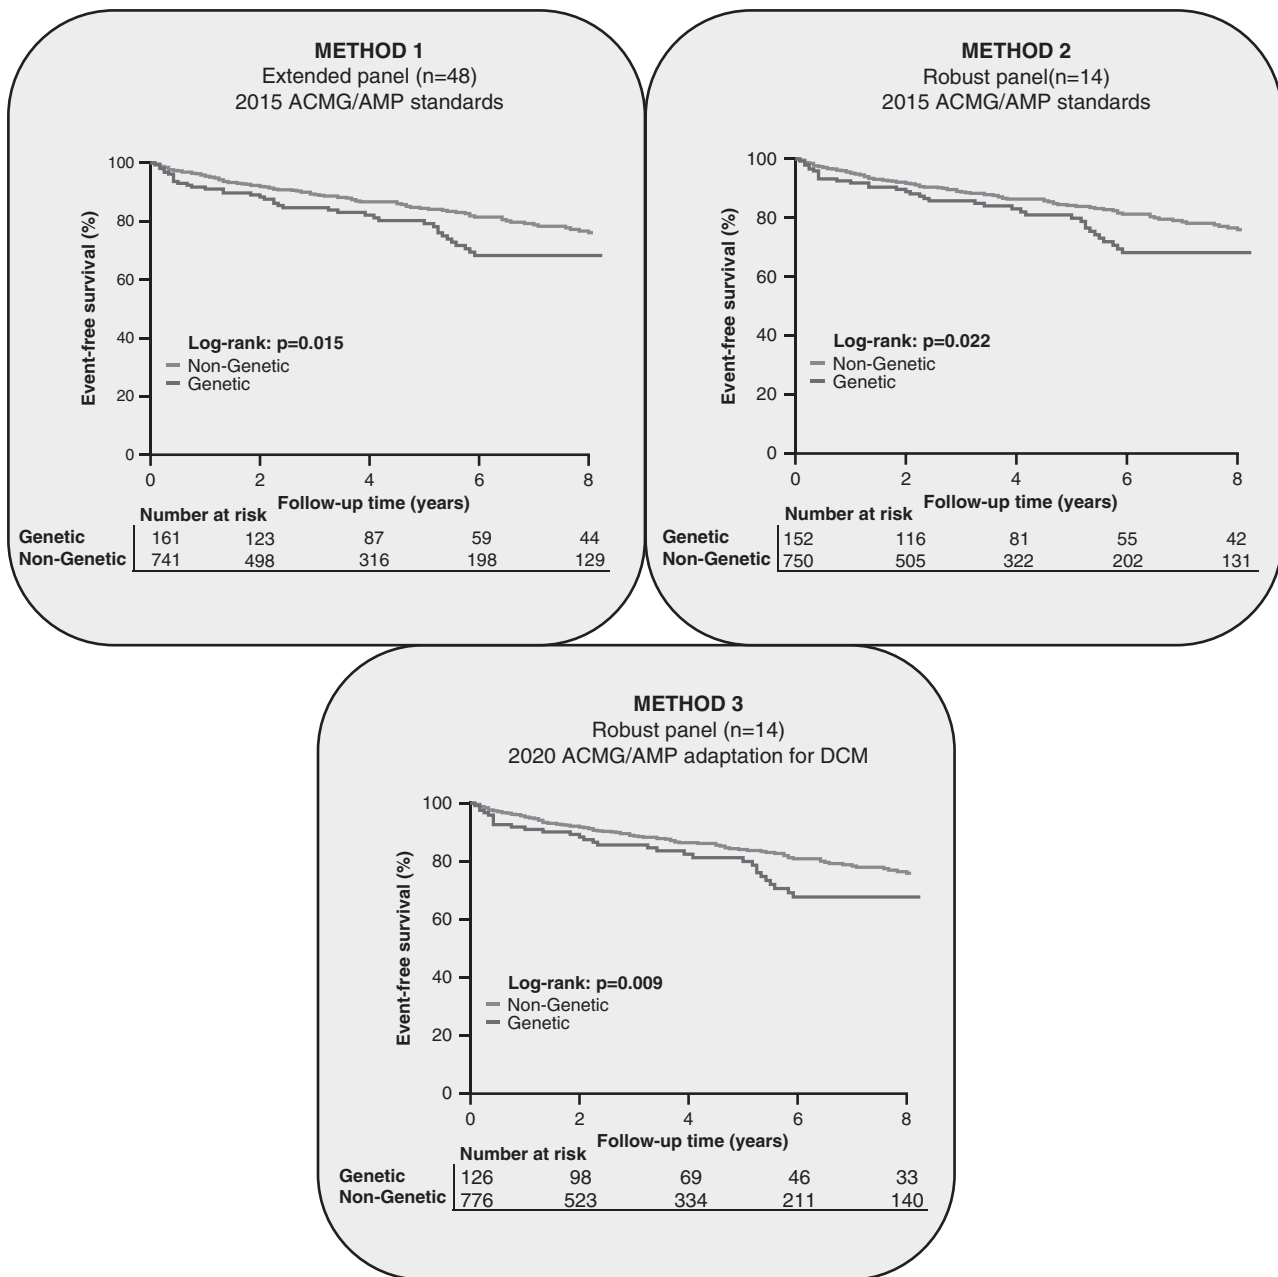 METHOD 1
Extended panel (n=48)
2015 ACMG/AMP standards
100
80
60
40
20
0
Event-free survival (%)
Log-rank: p=0.015
Non-Genetic
Genetic
0 2 4 6 8
Follow-up time (years)
Number at risk
Genetic 161 123 87 59 44
Non-Genetic 741 498 316 198 129
METHOD 2
Robust panel(n=14)
2015 ACMG/AMP standards
100
80
60
40
20
0
Event-free survival (%)
Log-rank: p=0.022
Non-Genetic
Genetic
0 2 4 6 8
Follow-up time (years)
Number at risk
Genetic 152 116 81 55 42
Non-Genetic 750 505 322 202 131
METHOD 3
Robust panel (n=14)
2020 ACMG/AMP adaptation for DCM
100
80
60
40
20
0
Event-free survival (%)
Log-rank: p=0.009
Non-Genetic
Genetic
0 2 4 6 8
Follow-up time (years)
Number at risk
Genetic 126 98 69 46 33
Non-Genetic 776 523 334 211 140